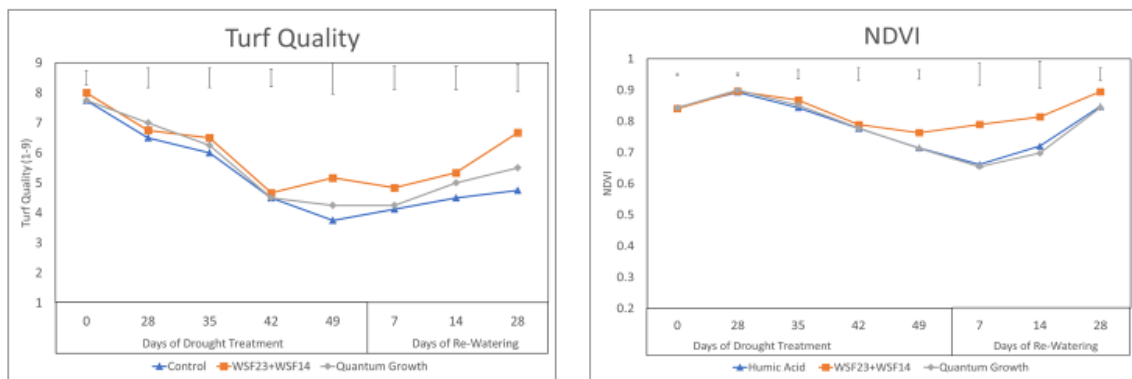 Turf Quality
Turf Quality (1-9)
9
8
7
6
5
4
3
2
1
0 28 35 42 49 7 14 28
Days of Drought Treatment Days of Re-Watering
Control WSF23+WSF14 Quantum Growth
NDVI
NDVI
1
0.9
0.8
0.7
0.6
0.5
0.4
0.3
0.2
0 28 35 42 49 7 14 28
Days of Drought Treatment Days of Re-Watering
Humic Acid WSF23+WSF14 Quantum Growth